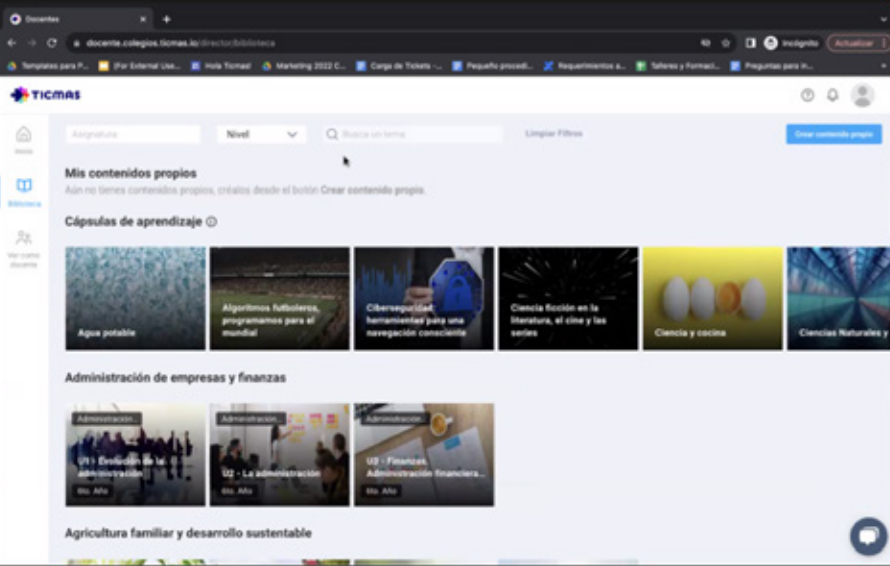 Docentes
docente.colegios.ticmas.io/director/biblioteca
Incógnito
Actualizar
Templates para P...
(For External Use...
Hola Ticmas!
Marketing 2022 C...
Carga de Tickets -...
Pequeño procedi...
Requerimientos a...
Talleres y Formaci...
Preguntas para in...
TICMAS
Inicio
Biblioteca
Ver como
docente
Asignatura
Nivel
Busca un tema
Limpiar Filtros
Crear contenido propio
Mis contenidos propios
Aún no tienes contenidos propios, créalos desde el botón Crear contenido propio.
Cápsulas de aprendizaje
Agua potable
Algoritmos futboleros,
programamos para el
mundial
Ciberseguridad:
herramientas para una
navegación consciente
Ciencia ficción en la
literatura, el cine y las
series
Ciencia y cocina
Ciencias Naturales y
Administración de empresas y finanzas
Administración...
U1 - Evolución de la
administración
6to. Año
Administración...
U2 - La administración
6to. Año
Administración...
U3 - Finanzas.
Administración financiera...
6to. Año
Agricultura familiar y desarrollo sustentable